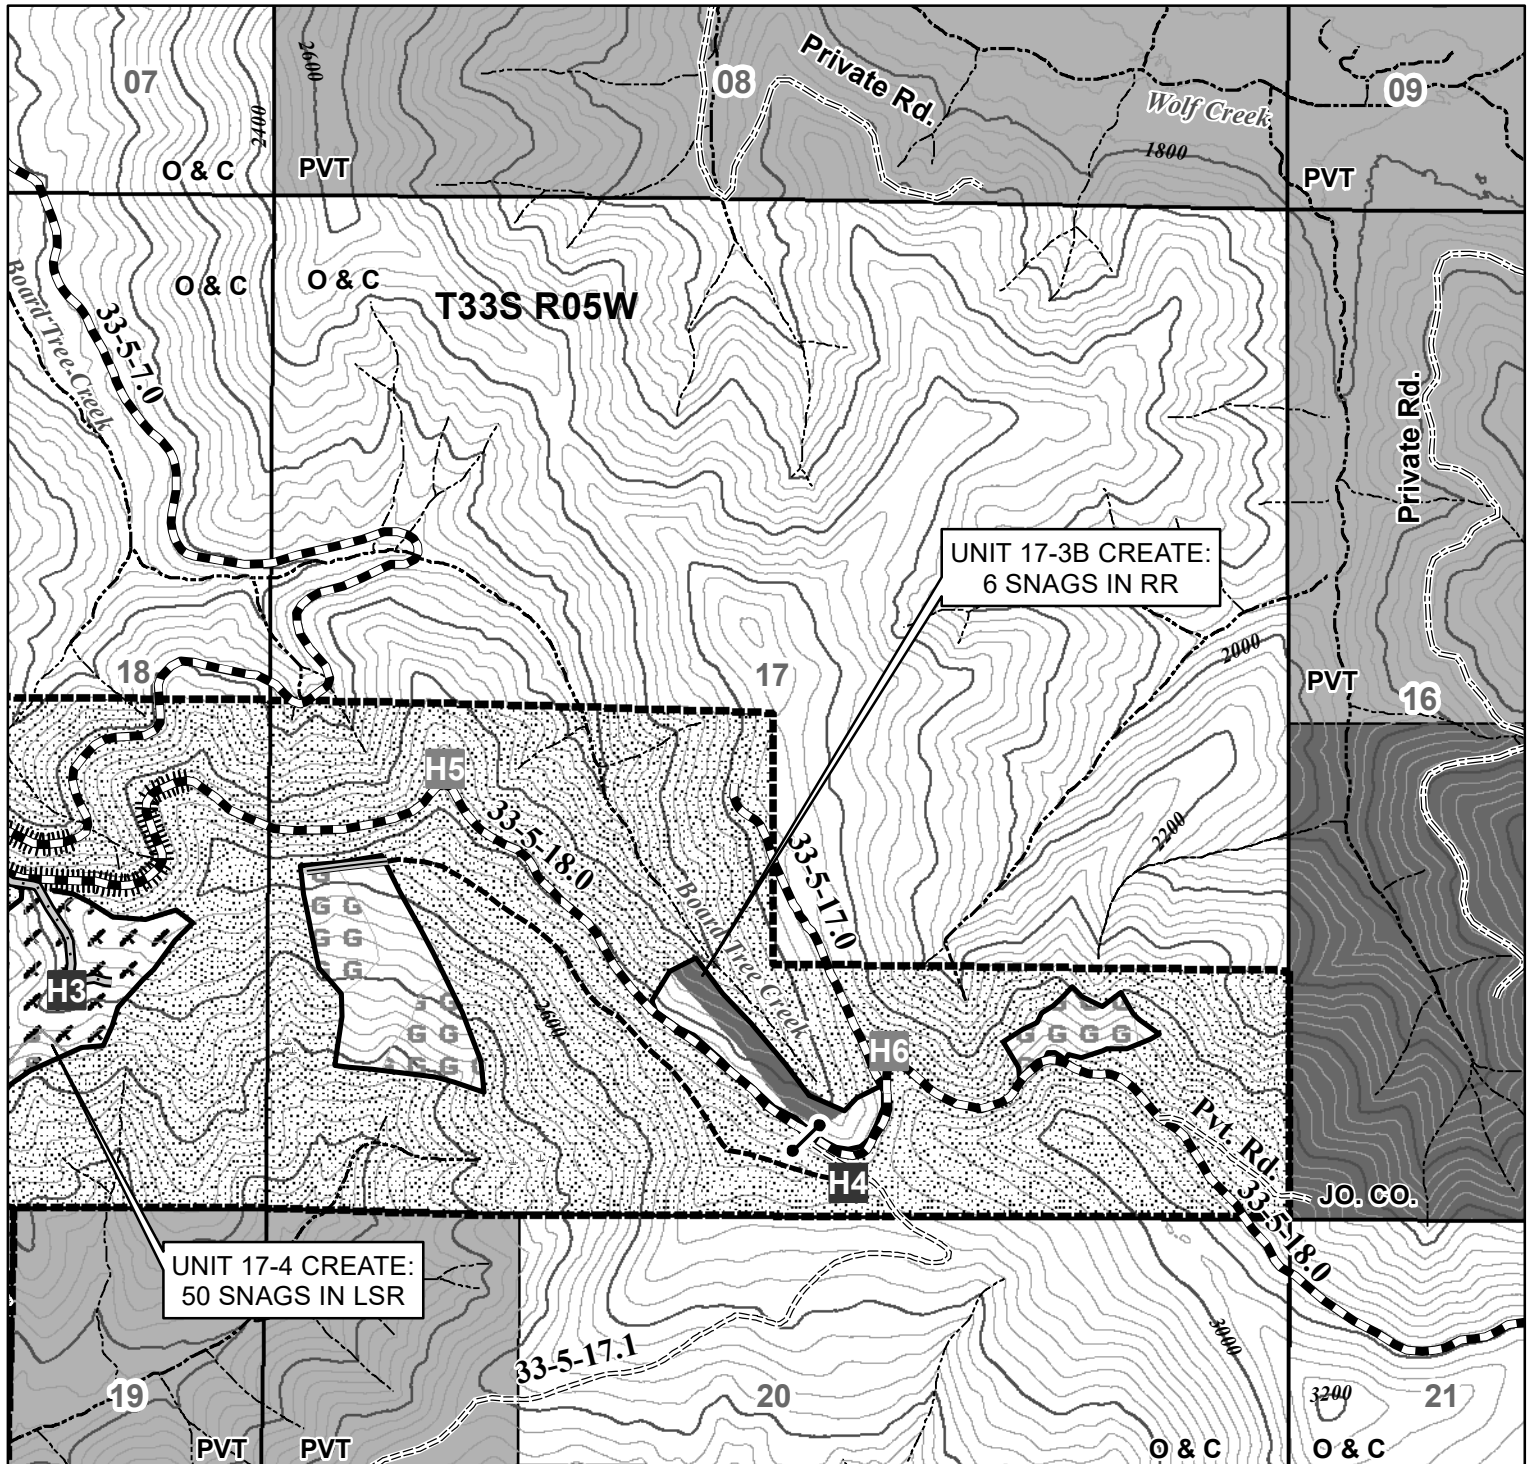 07
2600
2400
08
Private Rd.
Wolf Creek
1800
09
O & C
PVT
PVT
O & C
O & C
T33S R05W
Board Tree Creek
33-5-7.0
Private Rd.
UNIT 17-3B CREATE:
6 SNAGS IN RR
18
17
2000
PVT
16
H5
33-5-18.0
33-5-17.0
2200
G
G G
G G
G G
G G
G G
G G
Board Tree Creek
H3
2600
H6
G G G
G G G
G
H4
Pvt. Rd.
33-5-18.0
JO. CO.
UNIT 17-4 CREATE:
50 SNAGS IN LSR
33-5-17.1
3000
19
20
3200
21
PVT
PVT
O & C
O & C